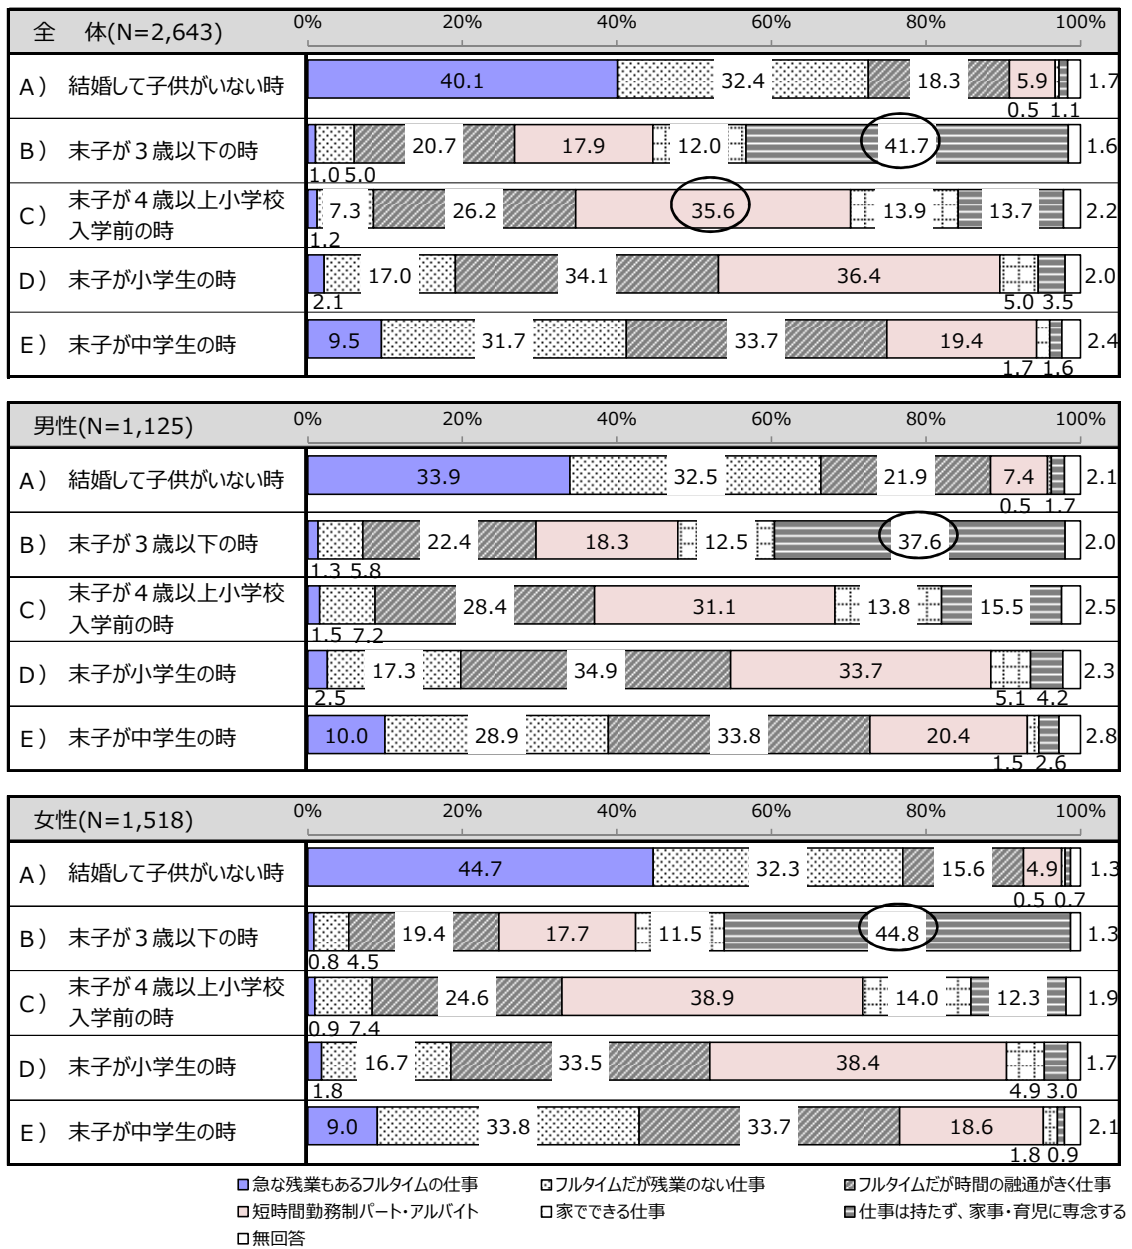 全 体(N=2,643)
0% 20% 40% 60% 80% 100%
A） 結婚して子供がいない時
40.1 32.4 18.3 5.9 1.7
0.5 1.1
B） 末子が３歳以下の時
20.7 17.9 12.0 41.7 1.6
1.0 5.0
C） 末子が４歳以上小学校
入学前の時
7.3 26.2 35.6 13.9 13.7 2.2
1.2
D） 末子が小学生の時
17.0 34.1 36.4 2.0
2.1 5.0 3.5
E） 末子が中学生の時
9.5 31.7 33.7 19.4 2.4
1.7 1.6
男性(N=1,125)
0% 20% 40% 60% 80% 100%
A） 結婚して子供がいない時
33.9 32.5 21.9 7.4 2.1
0.5 1.7
B） 末子が３歳以下の時
22.4 18.3 12.5 37.6 2.0
1.3 5.8
C） 末子が４歳以上小学校
入学前の時
28.4 31.1 13.8 15.5 2.5
1.5 7.2
D） 末子が小学生の時
17.3 34.9 33.7 2.3
2.5 5.1 4.2
E） 末子が中学生の時
10.0 28.9 33.8 20.4 2.8
1.5 2.6
女性(N=1,518)
0% 20% 40% 60% 80% 100%
A） 結婚して子供がいない時
44.7 32.3 15.6 4.9 1.3
0.5 0.7
B） 末子が３歳以下の時
19.4 17.7 11.5 44.8 1.3
0.8 4.5
C） 末子が４歳以上小学校
入学前の時
24.6 38.9 14.0 12.3 1.9
0.9 7.4
D） 末子が小学生の時
16.7 33.5 38.4 1.7
1.8 4.9 3.0
E） 末子が中学生の時
9.0 33.8 33.7 18.6 2.1
1.8 0.9
急な残業もあるフルタイムの仕事 フルタイムだが残業のない仕事 フルタイムだが時間の融通がきく仕事
短時間勤務制パート・アルバイト 家でできる仕事 仕事は持たず、家事・育児に専念する
無回答